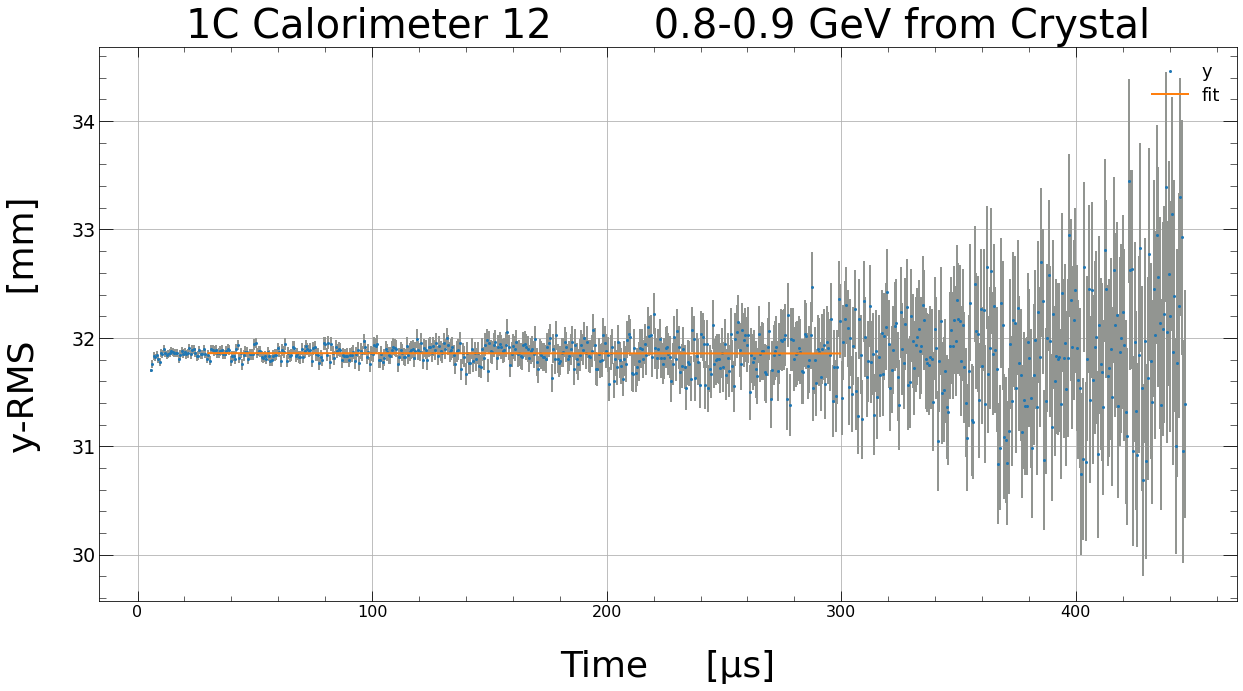 1C Calorimeter 12 0.8-0.9 GeV from Crystal
y
fit
34
33
32
31
30
y-RMS [mm]
0 100 200 300 400
Time [μs]